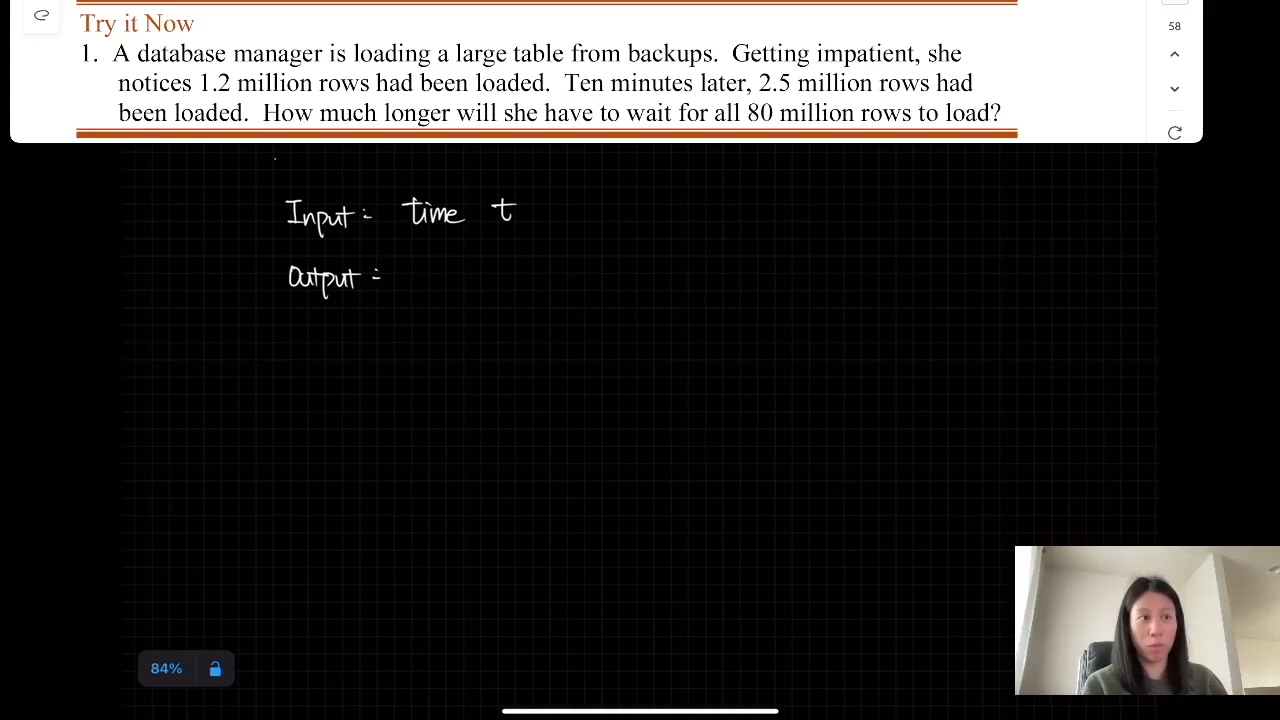 Try it Now
1. A database manager is loading a large table from backups. Getting impatient, she
notices 1.2 million rows had been loaded. Ten minutes later, 2.5 million rows had
been loaded. How much longer will she have to wait for all 80 million rows to load?
58
Input: time t
Output:
84%